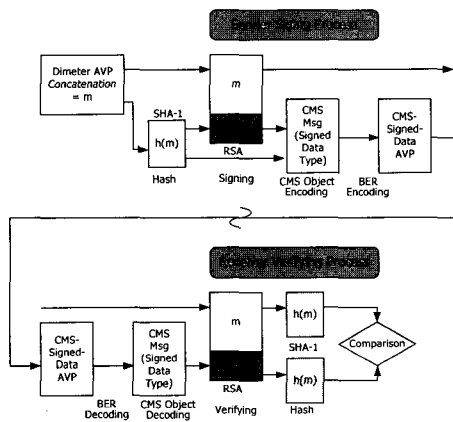 Dimeter AVP
Concatenation
= m
SHA-1
h(m)
Hash
m
RSA
Signing
CMS
Msg
(Signed
Data
Type)
CMS Object
Encoding
BER
Encoding
CMS-
Signed-
Data
AVP
CMS-
Signed-
Data
AVP
BER
Decoding
CMS
Msg
(Signed
Data
Type)
CMS Object
Decoding
m
RSA
Verifying
h(m)
SHA-1
h(m)
Hash
Comparison